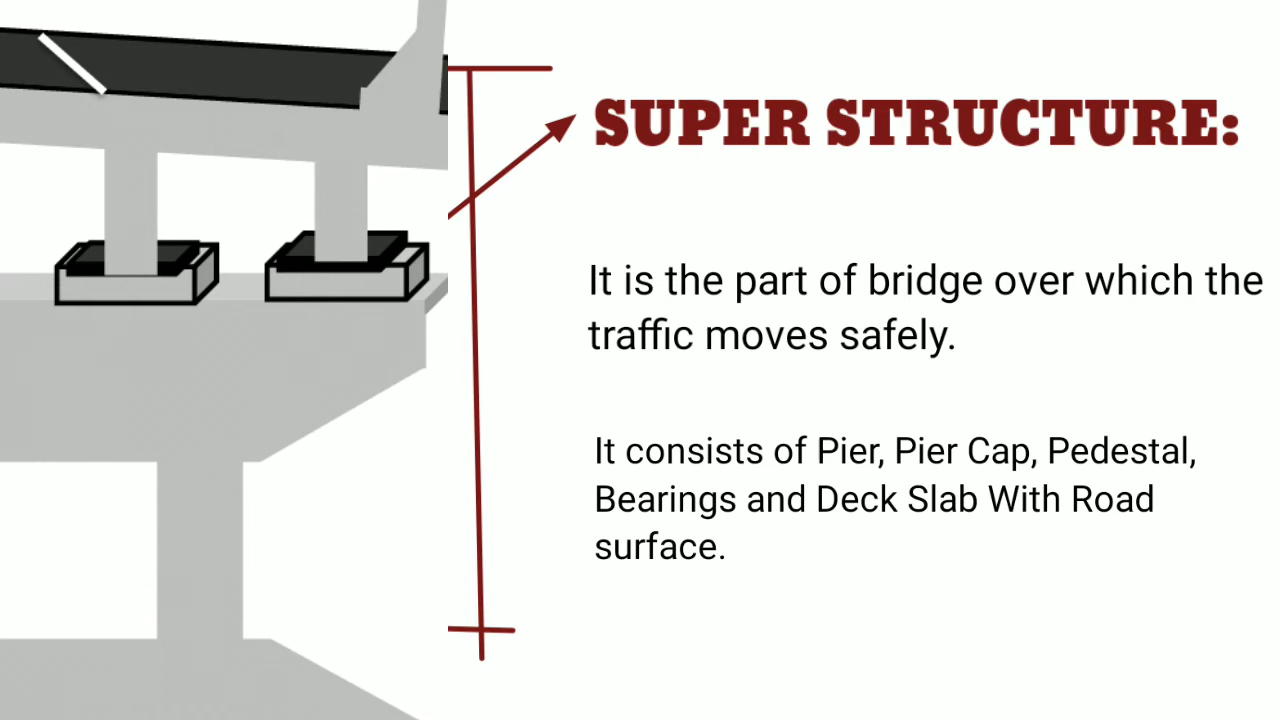 SUPER STRUCTURE:
It is the part of bridge over which the
traffic moves safely.
It consists of Pier, Pier Cap, Pedestal,
Bearings and Deck Slab With Road
surface.